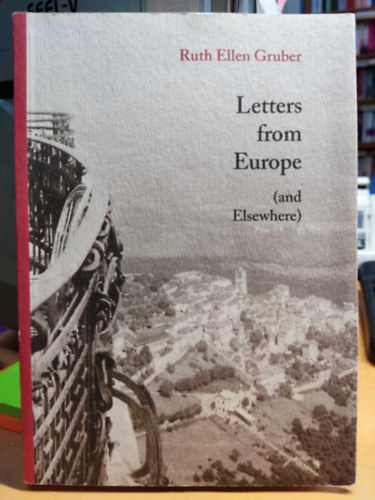 Ruth Ellen Gruber
Letters
from
Europe
(and
Elsewhere)